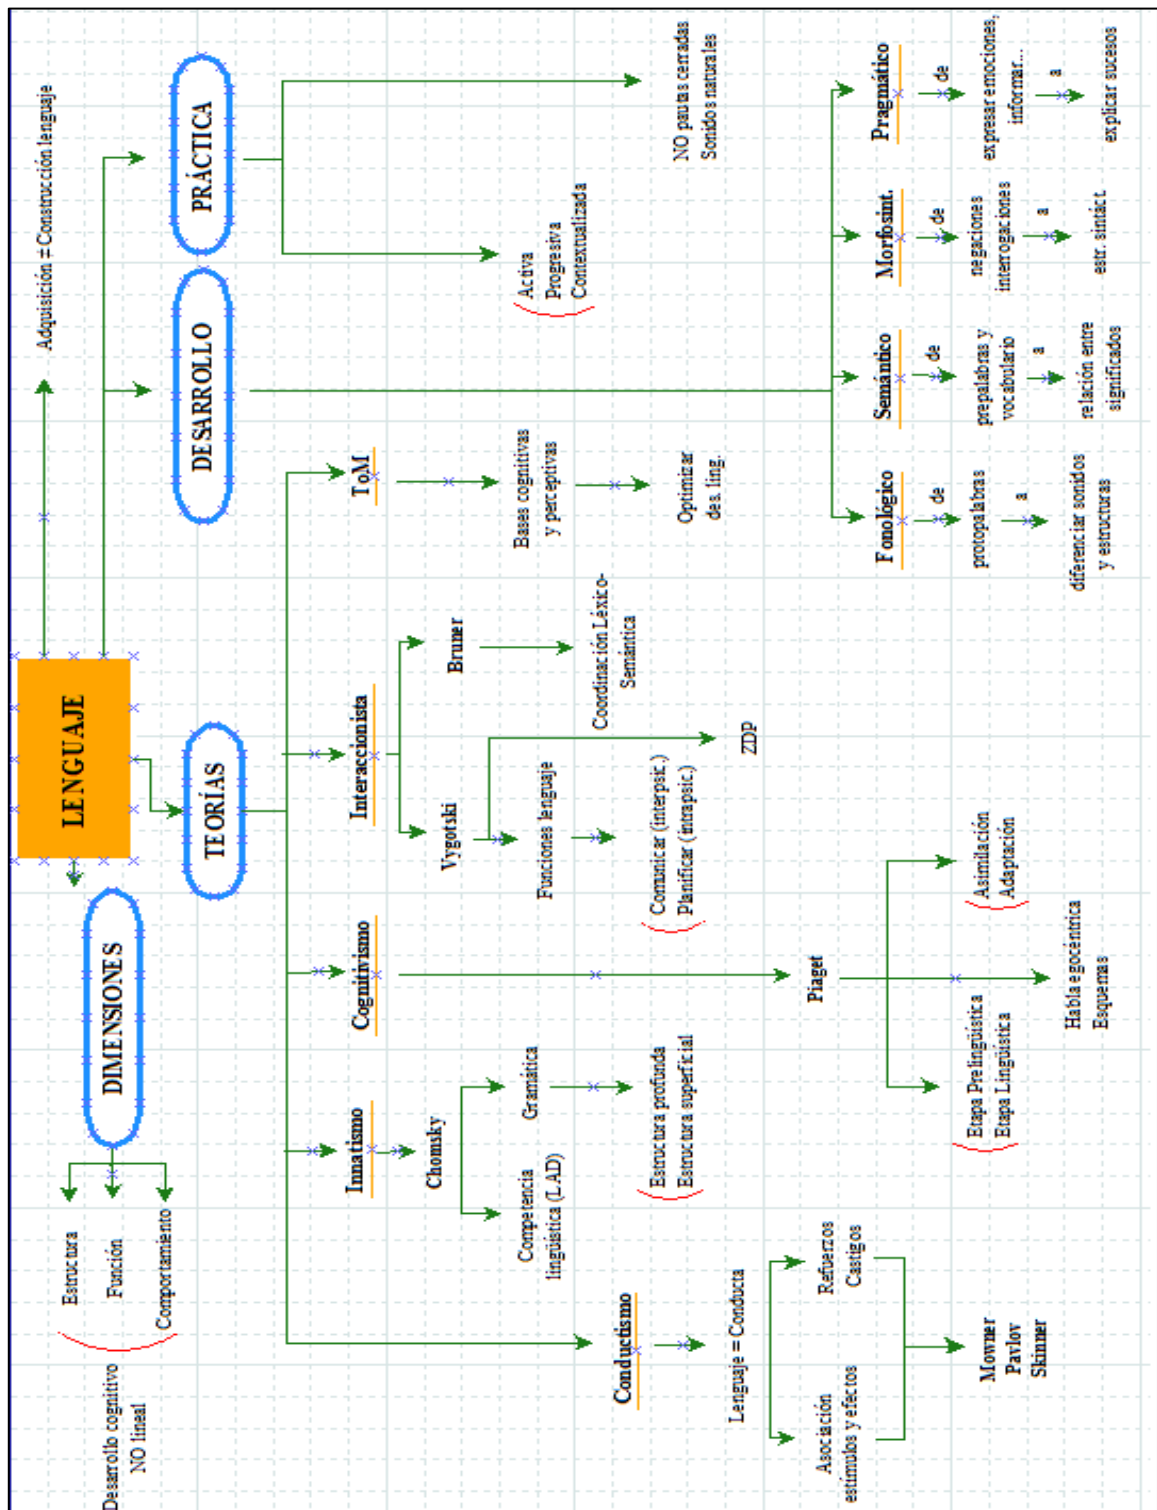 LENGUAJE
Adquisición ≠ Construcción lenguaje
DIMENSIONES
Estructura
Función
Comportamiento
Desarrollo cognitivo
NO lineal
TEORÍAS
DESARROLLO
PRÁCTICA
Conductismo
Lenguaje = Conducta
Asociación
estímulos y efectos
Refuerzos
Castigos
Mowner
Pavlov
Skinner
Innatismo
Chomsky
Competencia
lingüística (LAD)
Gramática
Estructura profunda
Estructura superficial
Cognitivismo
Piaget
Etapa Prelingüística
Etapa Lingüística
Habla egocéntrica
Esquemas
Asimilación
Adaptación
Interaccionista
Vygotski
Funciones lenguaje
Comunicar (interpsic.)
Planificar (intrapsic.)
ZDP
Bruner
Coordinación Léxico-
Semántica
ToM
Bases cognitivas
y perceptivas
Optimizar
des. ling.
Fonológico
de
protopalabras
a
diferenciar sonidos
y estructuras
Semántico
de
prepalabras y
vocabulario
a
relación entre
significados
Morfosint.
de
negaciones
interrogaciones
a
estr. sintáct.
Pragmático
de
expresar emociones,
informar...
a
explicar sucesos
Activa
Progresiva
Contextualizada
NO pautas cerradas
Sonidos naturales